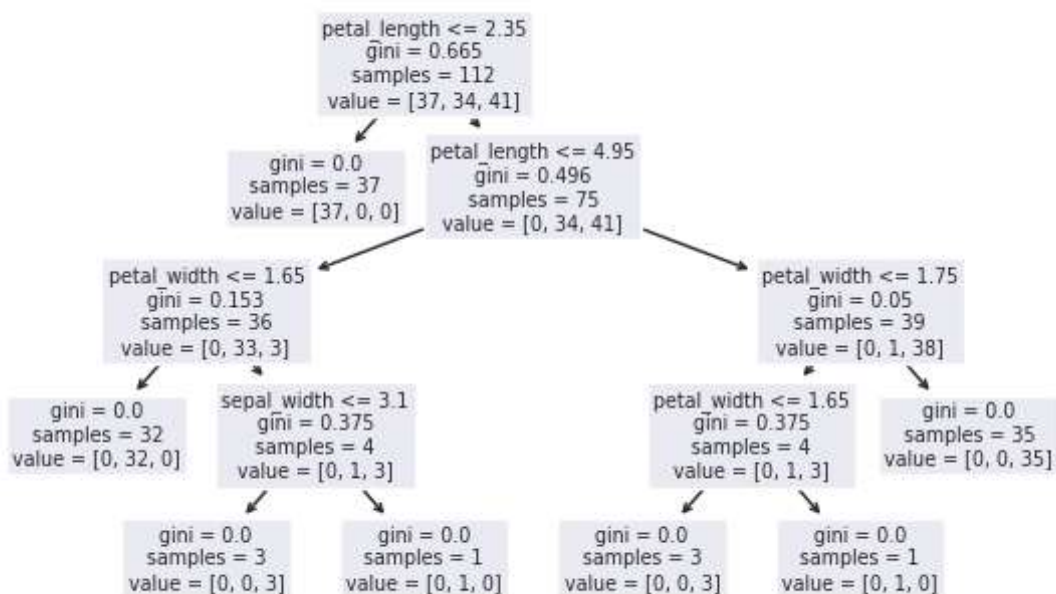 petal_length <= 2.35
gini = 0.665
samples = 112
value = [37, 34, 41]
gini = 0.0
samples = 37
value = [37, 0, 0]
petal_length <= 4.95
gini = 0.496
samples = 75
value = [0, 34, 41]
petal_width <= 1.65
gini = 0.153
samples = 36
value = [0, 33, 3]
petal_width <= 1.75
gini = 0.05
samples = 39
value = [0, 1, 38]
gini = 0.0
samples = 32
value = [0, 32, 0]
sepal_width <= 3.1
gini = 0.375
samples = 4
value = [0, 1, 3]
petal_width <= 1.65
gini = 0.375
samples = 4
value = [0, 1, 3]
gini = 0.0
samples = 35
value = [0, 0, 35]
gini = 0.0
samples = 3
value = [0, 0, 3]
gini = 0.0
samples = 1
value = [0, 1, 0]
gini = 0.0
samples = 3
value = [0, 0, 3]
gini = 0.0
samples = 1
value = [0, 1, 0]